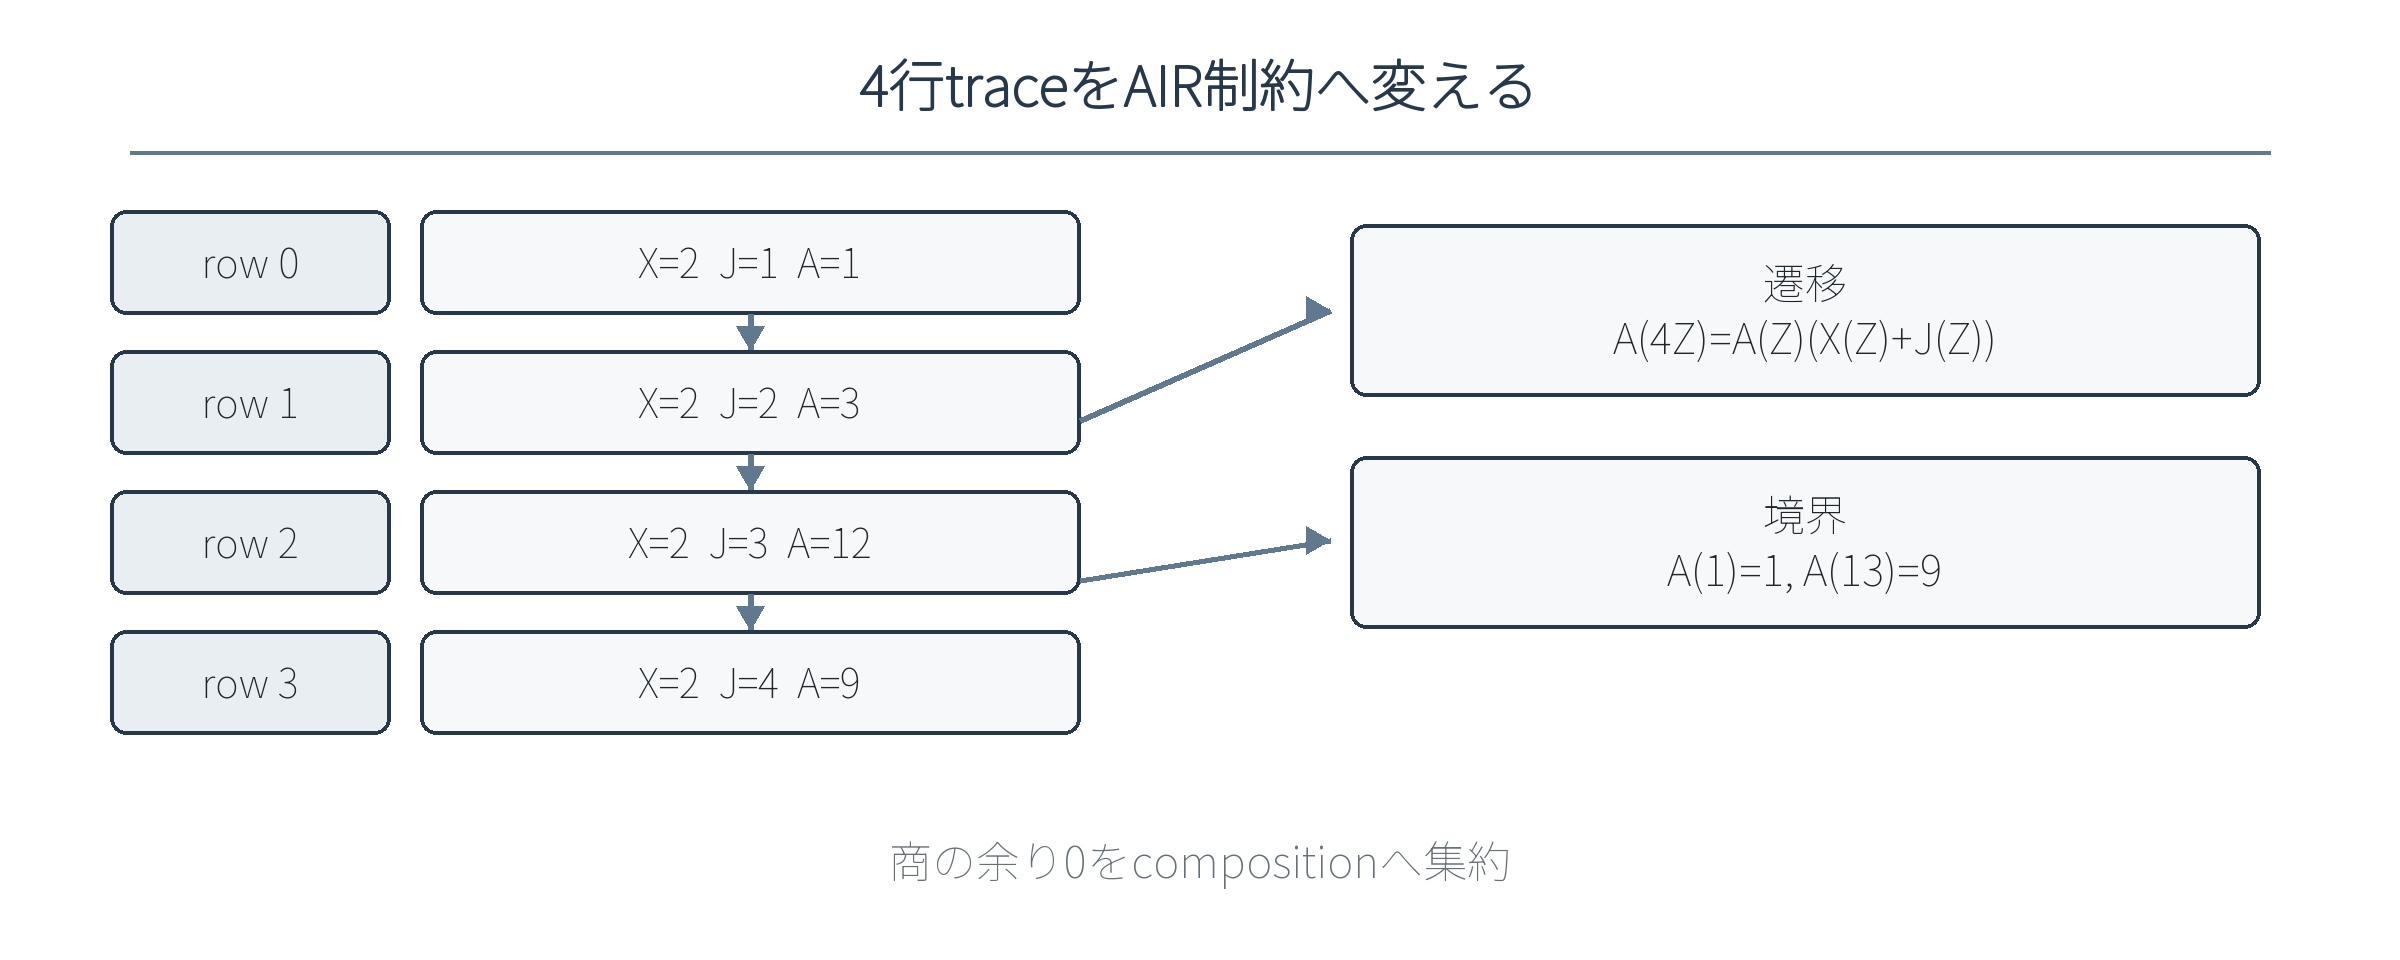 4行traceをAIR制約へ変える
row 0
X=2 J=1 A=1
row 1
X=2 J=2 A=3
row 2
X=2 J=3 A=12
row 3
X=2 J=4 A=9
遷移
A(4Z)=A(Z)(X(Z)+J(Z))
境界
A(1)=1, A(13)=9
商の余り0をcompositionへ集約